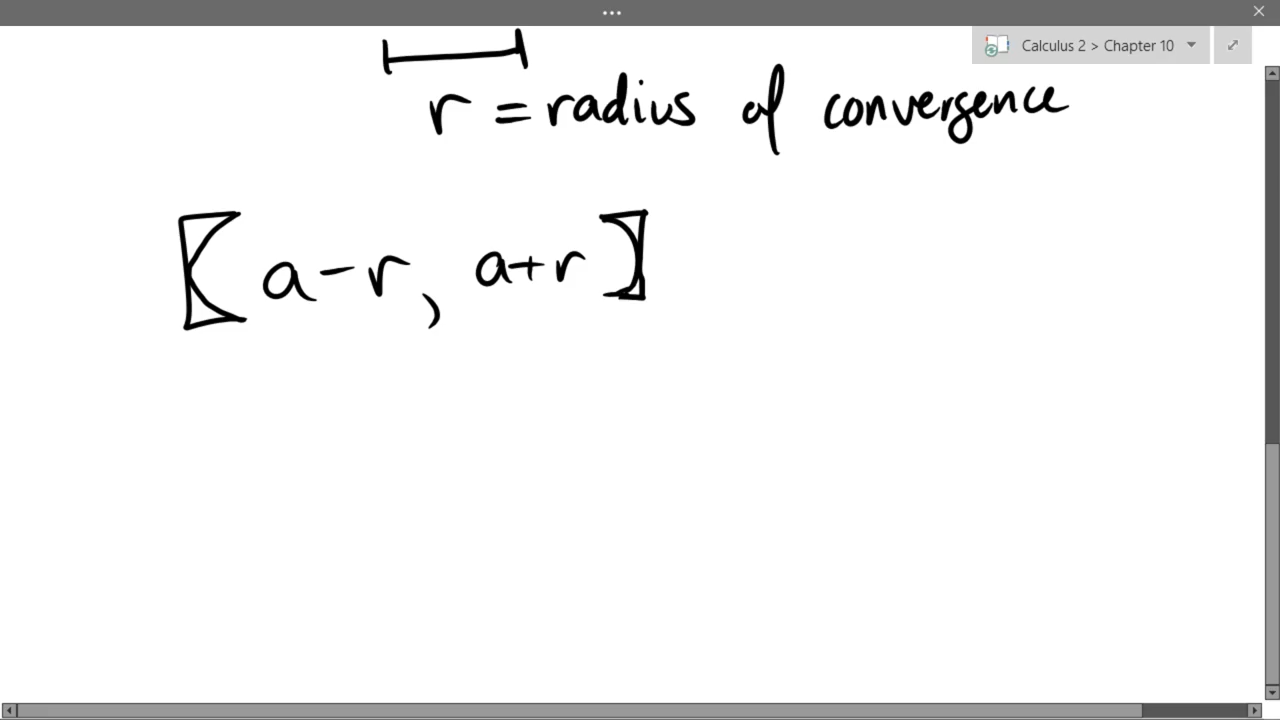 ...
Calculus 2 > Chapter 10
r = radius of convergence
[( a-r, a+r )]